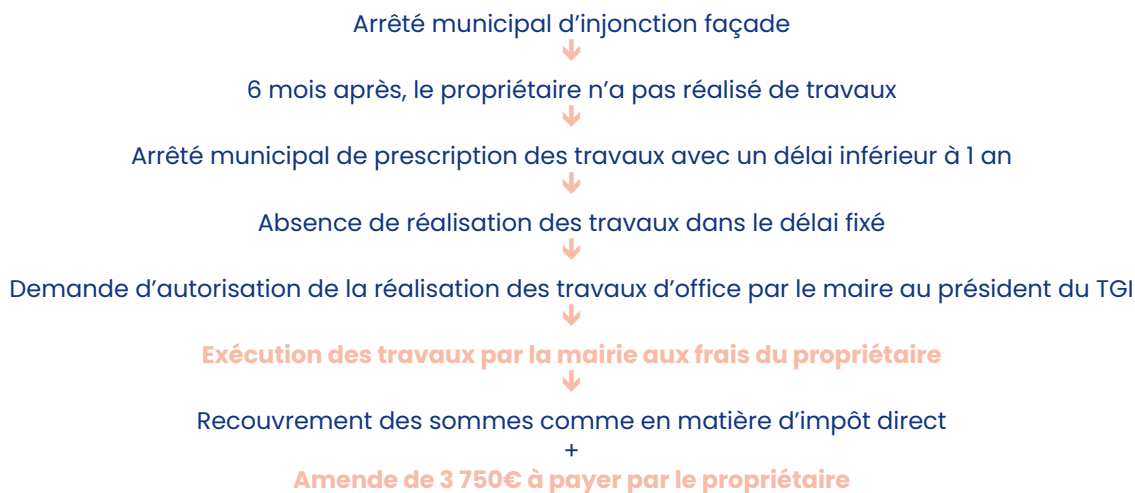 Arrêté municipal d’injonction façade
6 mois après, le propriétaire n’a pas réalisé de travaux
Arrêté municipal de prescription des travaux avec un délai inférieur à 1 an
Absence de réalisation des travaux dans le délai fixé
Demande d’autorisation de la réalisation des travaux d’office par le maire au président du TGI
Exécution des travaux par la mairie aux frais du propriétaire
Recouvrement des sommes comme en matière d’impôt direct
+
Amende de 3 750€ à payer par le propriétaire